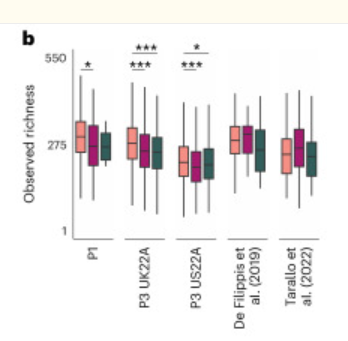 b
550
275
1
Observed richness
*
***
***
*
***
P1
P3 UK22A
P3 US22A
De Filippis et
al. (2019)
Tarallo et
al. (2022)